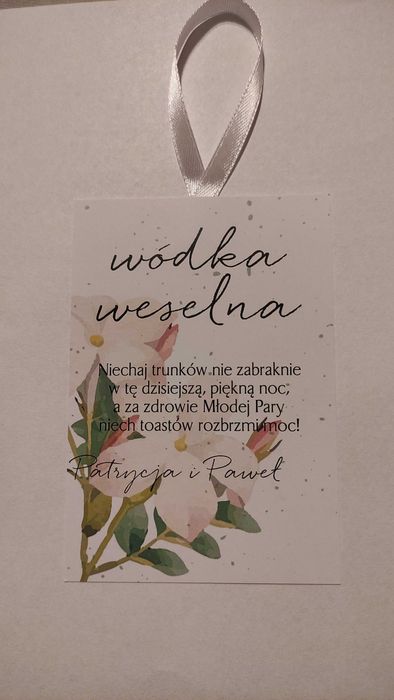 wódka
weselna
Niechaj trunków nie zabraknie
w tę dzisiejszą, piękną noc,
a za zdrowie Młodej Pary
niech toastów rozbrzmi moc!
Patrycja i Paweł